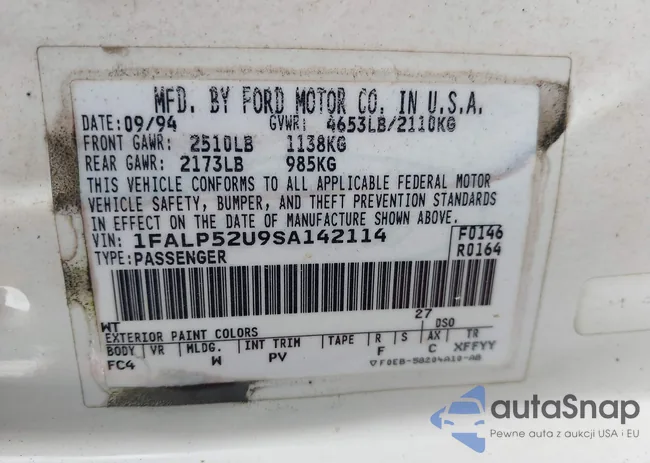 MFD. BY FORD MOTOR CO. IN U.S.A.
DATE: 09/94 GVWR: 4653LB/2110KG
FRONT GAWR: 2510LB 1138KG
REAR GAWR: 2173LB 985KG
THIS VEHICLE CONFORMS TO ALL APPLICABLE FEDERAL MOTOR
VEHICLE SAFETY, BUMPER, AND THEFT PREVENTION STANDARDS
IN EFFECT ON THE DATE OF MANUFACTURE SHOWN ABOVE.
VIN: 1FALP52U9SA142114 F0146
TYPE: PASSENGER R0164
27
WT DSO
EXTERIOR PAINT COLORS
BODY VR MLDG. INT TRIM TAPE R S AX TR
FC4 W PV F C XFFYY
▽F0EB-58204A10-AB
autaSnap
Pewne auta z aukcji USA i EU